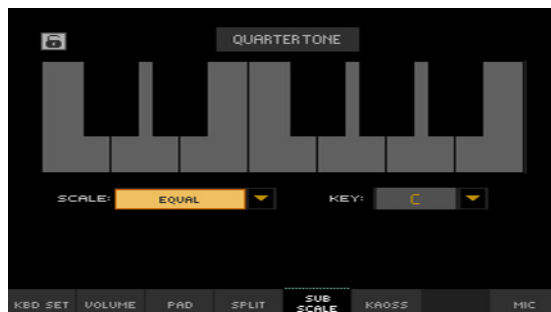 QUARTERTONE
SCALE: EQUAL KEY: C
KBD SET VOLUME PAD SPLIT SUB SCALE KAOSS MIC